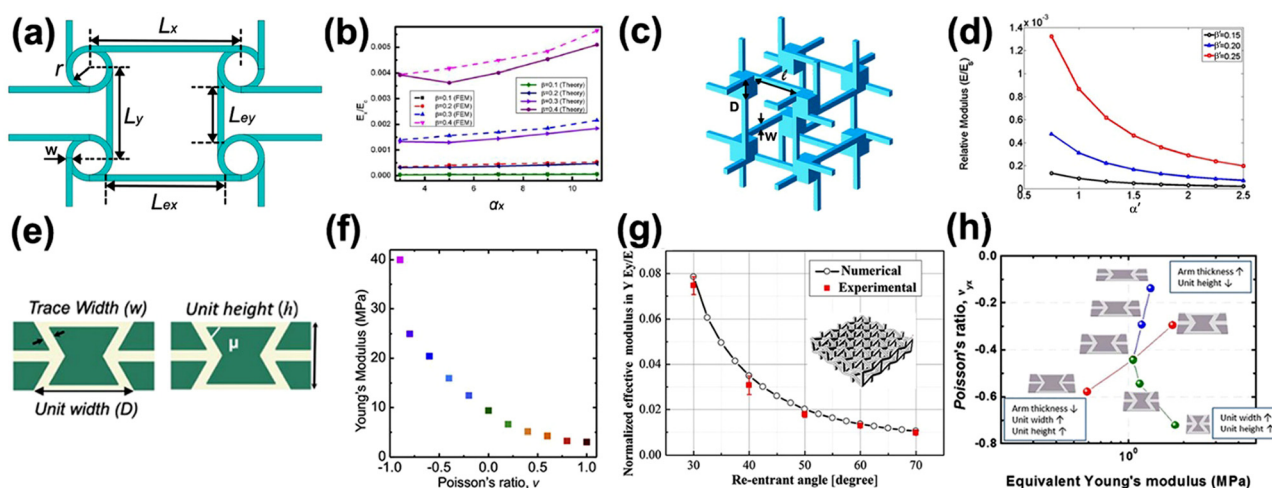 (a)
Lx
r
Ly
Ley
w
Lex
(b)
0.005
0.004
0.003
0.002
0.001
0.000
Ex/Ec
β=0.1 (FEM)
β=0.2 (FEM)
β=0.3 (FEM)
β=0.4 (FEM)
β=0.1 (Theory)
β=0.2 (Theory)
β=0.3 (Theory)
β=0.4 (Theory)
4 6 8 10
αx
(c)
ℓ
D
W
(d)
x 10⁻³
1.4
1.2
1
0.8
0.6
0.4
0.2
0
β'=0.15
β'=0.20
β'=0.25
0.5 1 1.5 2 2.5
α'
(e)
Trace Width (w)
Unit height (h)
μ
Unit width (D)
(f)
Young's Modulus (MPa)
40
30
20
10
0
-1.0 -0.5 0.0 0.5 1.0
Poisson's ratio, ν
(g)
Normalized effective modulus in Y Ey/E
0.08
0.06
0.04
0.02
0.00
Numerical
Experimental
30 40 50 60 70
Re-entrant angle [degree]
(h)
Poisson's ratio, νyx
0.0
-0.2
-0.4
-0.6
-0.8
Arm thickness ↑
Unit height ↓
Arm thickness ↓
Unit width ↑
Unit height ↑
Unit width ↑
Unit height ↑
10⁰
Equivalent Young's modulus (MPa)